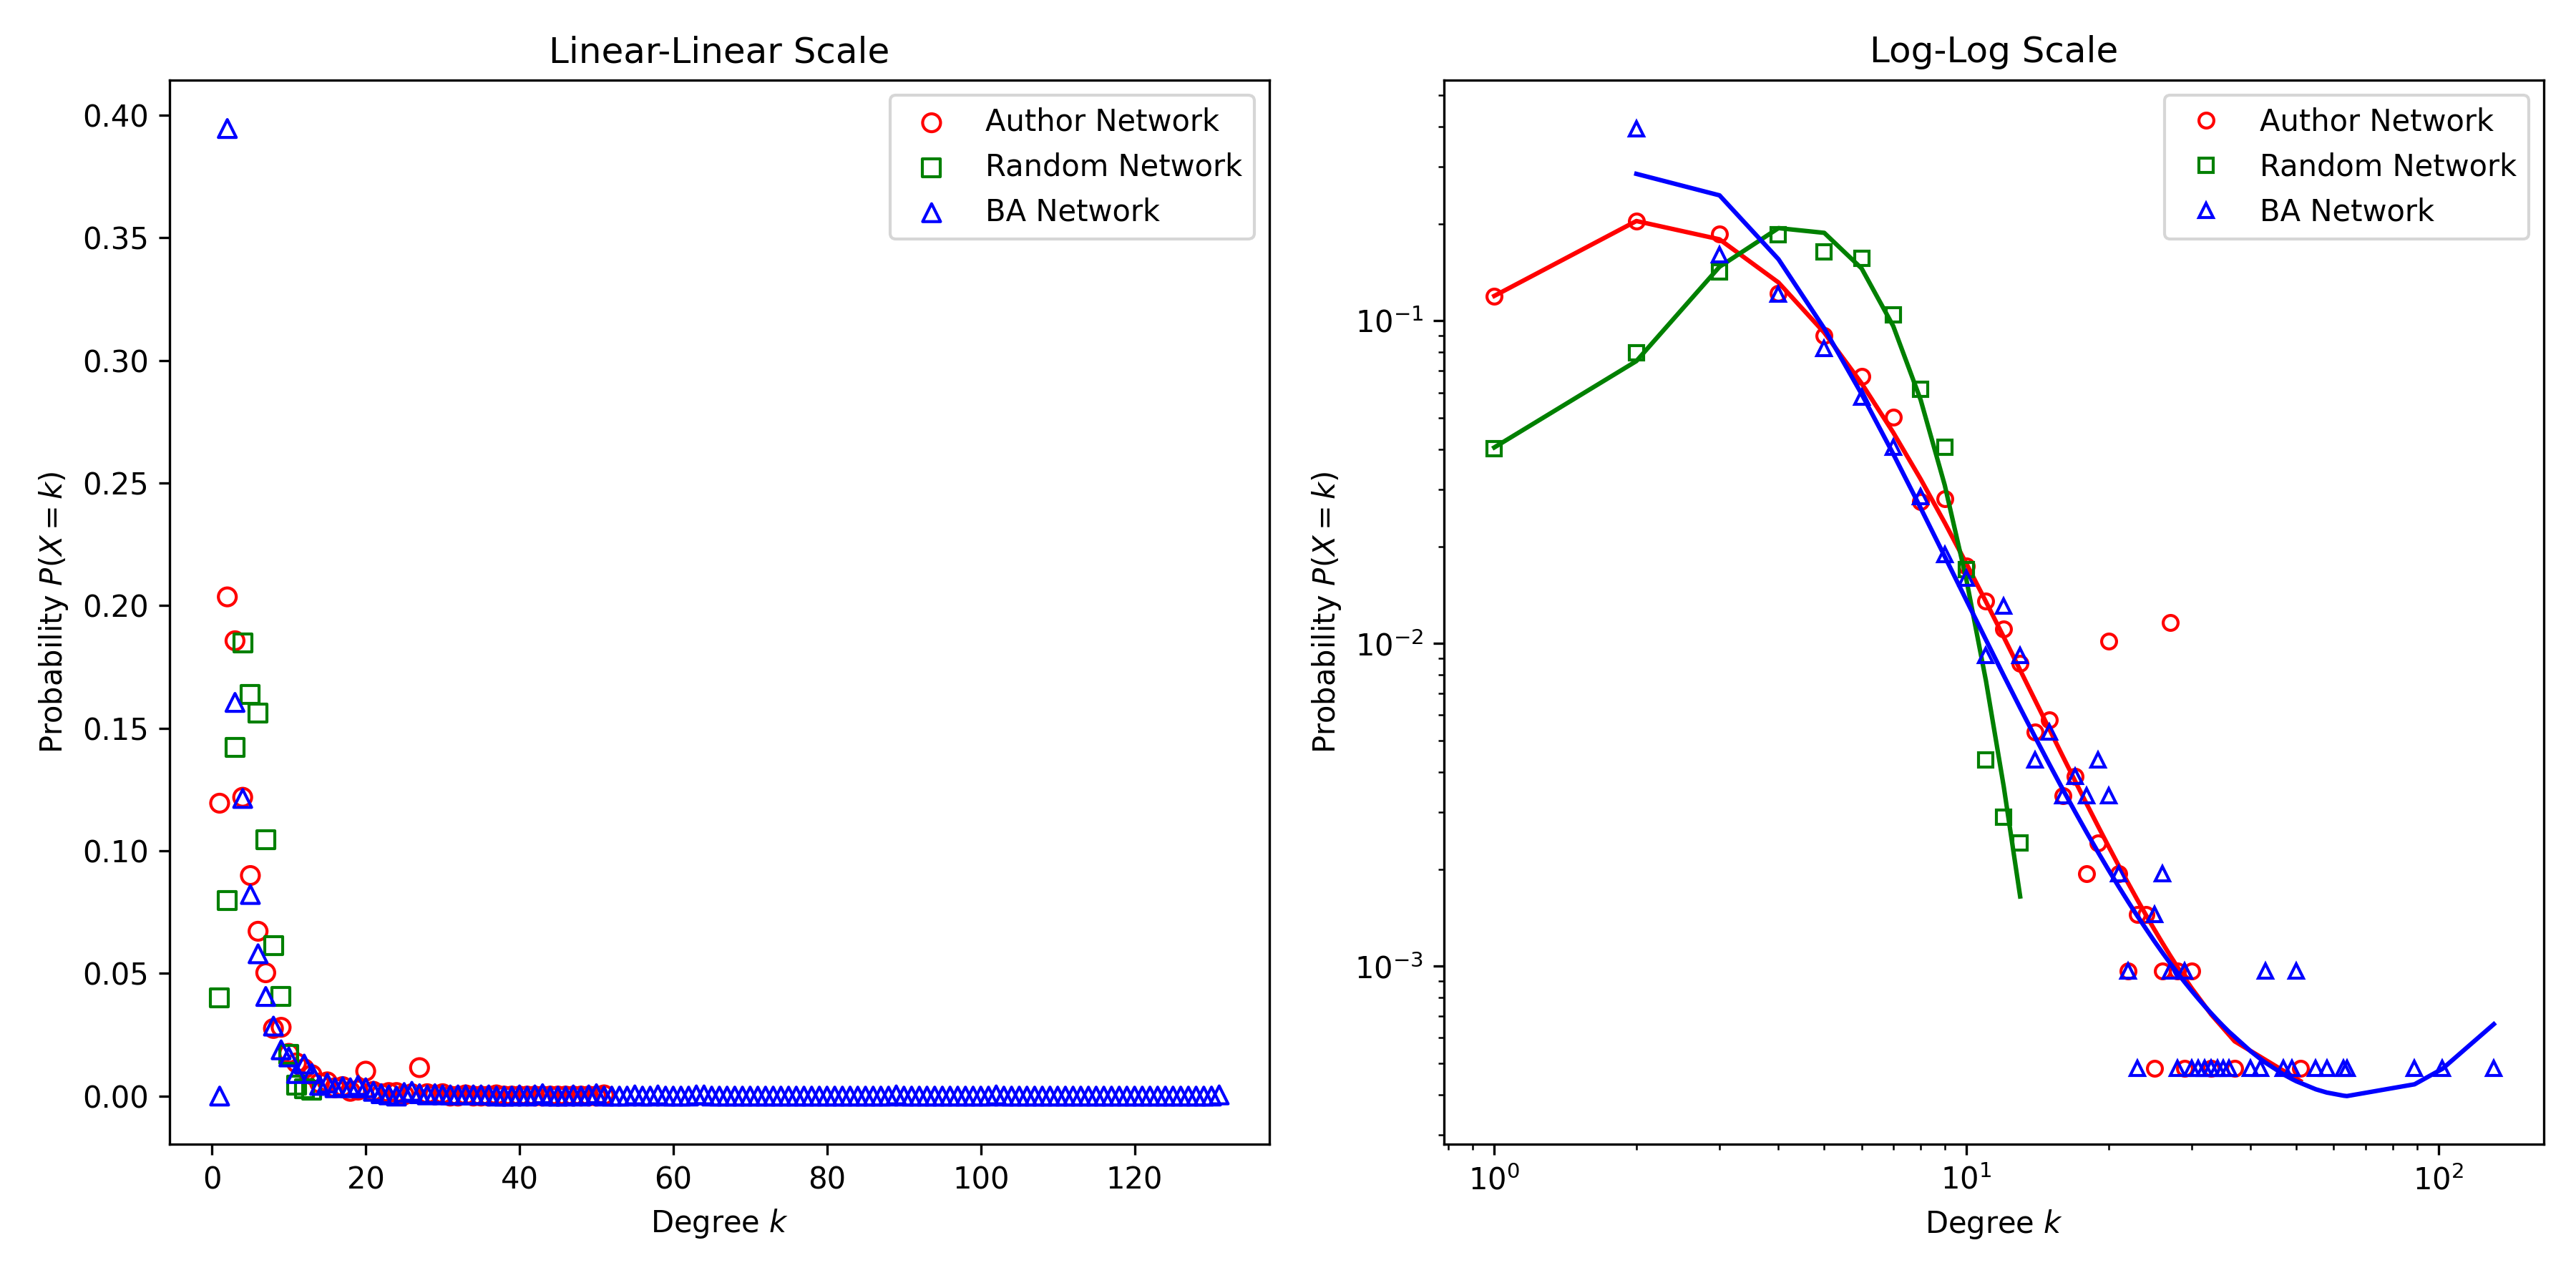 Linear-Linear Scale
Probability P(X = k)
0.40
0.35
0.30
0.25
0.20
0.15
0.10
0.05
0.00
0 20 40 60 80 100 120
Degree k
Author Network
Random Network
BA Network
Log-Log Scale
Probability P(X = k)
10⁻¹
10⁻²
10⁻³
10⁰ 10¹ 10²
Degree k
Author Network
Random Network
BA Network